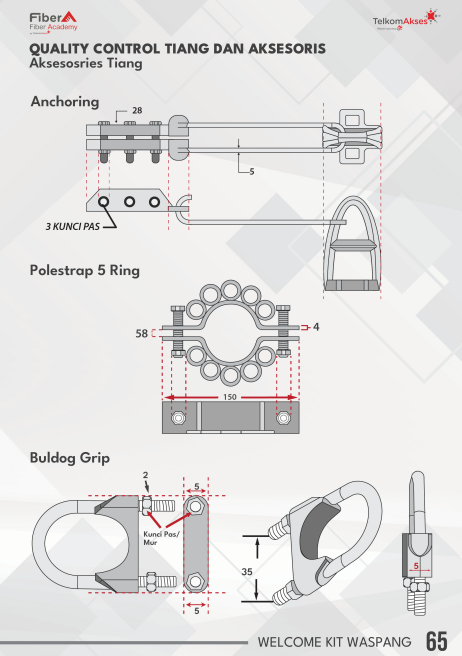 Fiber
Fiber Academy
TelkomAkses
QUALITY CONTROL TIANG DAN AKSESORIS
Aksesosries Tiang
Anchoring
28
5
3 KUNCI PAS
Polestrap 5 Ring
58
4
150
Buldog Grip
2
5
Kunci Pas/
Mur
35
5
5
WELCOME KIT WASPANG 65